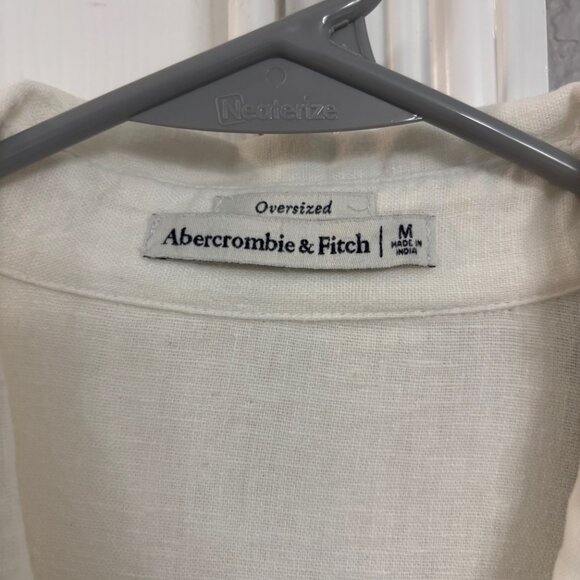 Neaterize
Oversized
Abercrombie & Fitch | M
MADE IN
INDIA